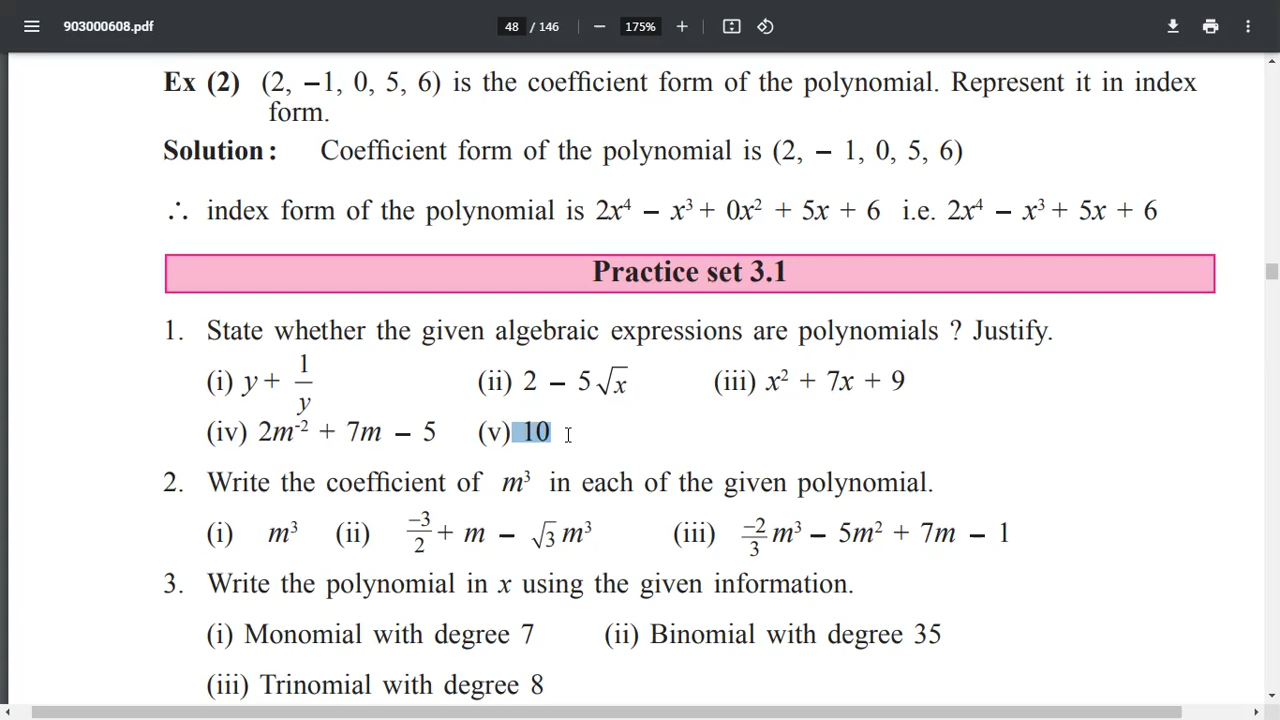 903000608.pdf
48 / 146
175%
Ex (2) (2, −1, 0, 5, 6) is the coefficient form of the polynomial. Represent it in index
form.
Solution : Coefficient form of the polynomial is (2, − 1, 0, 5, 6)
∴ index form of the polynomial is 2x⁴ − x³ + 0x² + 5x + 6 i.e. 2x⁴ − x³ + 5x + 6
Practice set 3.1
1. State whether the given algebraic expressions are polynomials ? Justify.
(i) y + 1/y (ii) 2 − 5√x (iii) x² + 7x + 9
(iv) 2m⁻² + 7m − 5 (v) 10
2. Write the coefficient of m³ in each of the given polynomial.
(i) m³ (ii) −3/2 + m − √3 m³ (iii) −2/3 m³ − 5m² + 7m − 1
3. Write the polynomial in x using the given information.
(i) Monomial with degree 7 (ii) Binomial with degree 35
(iii) Trinomial with degree 8